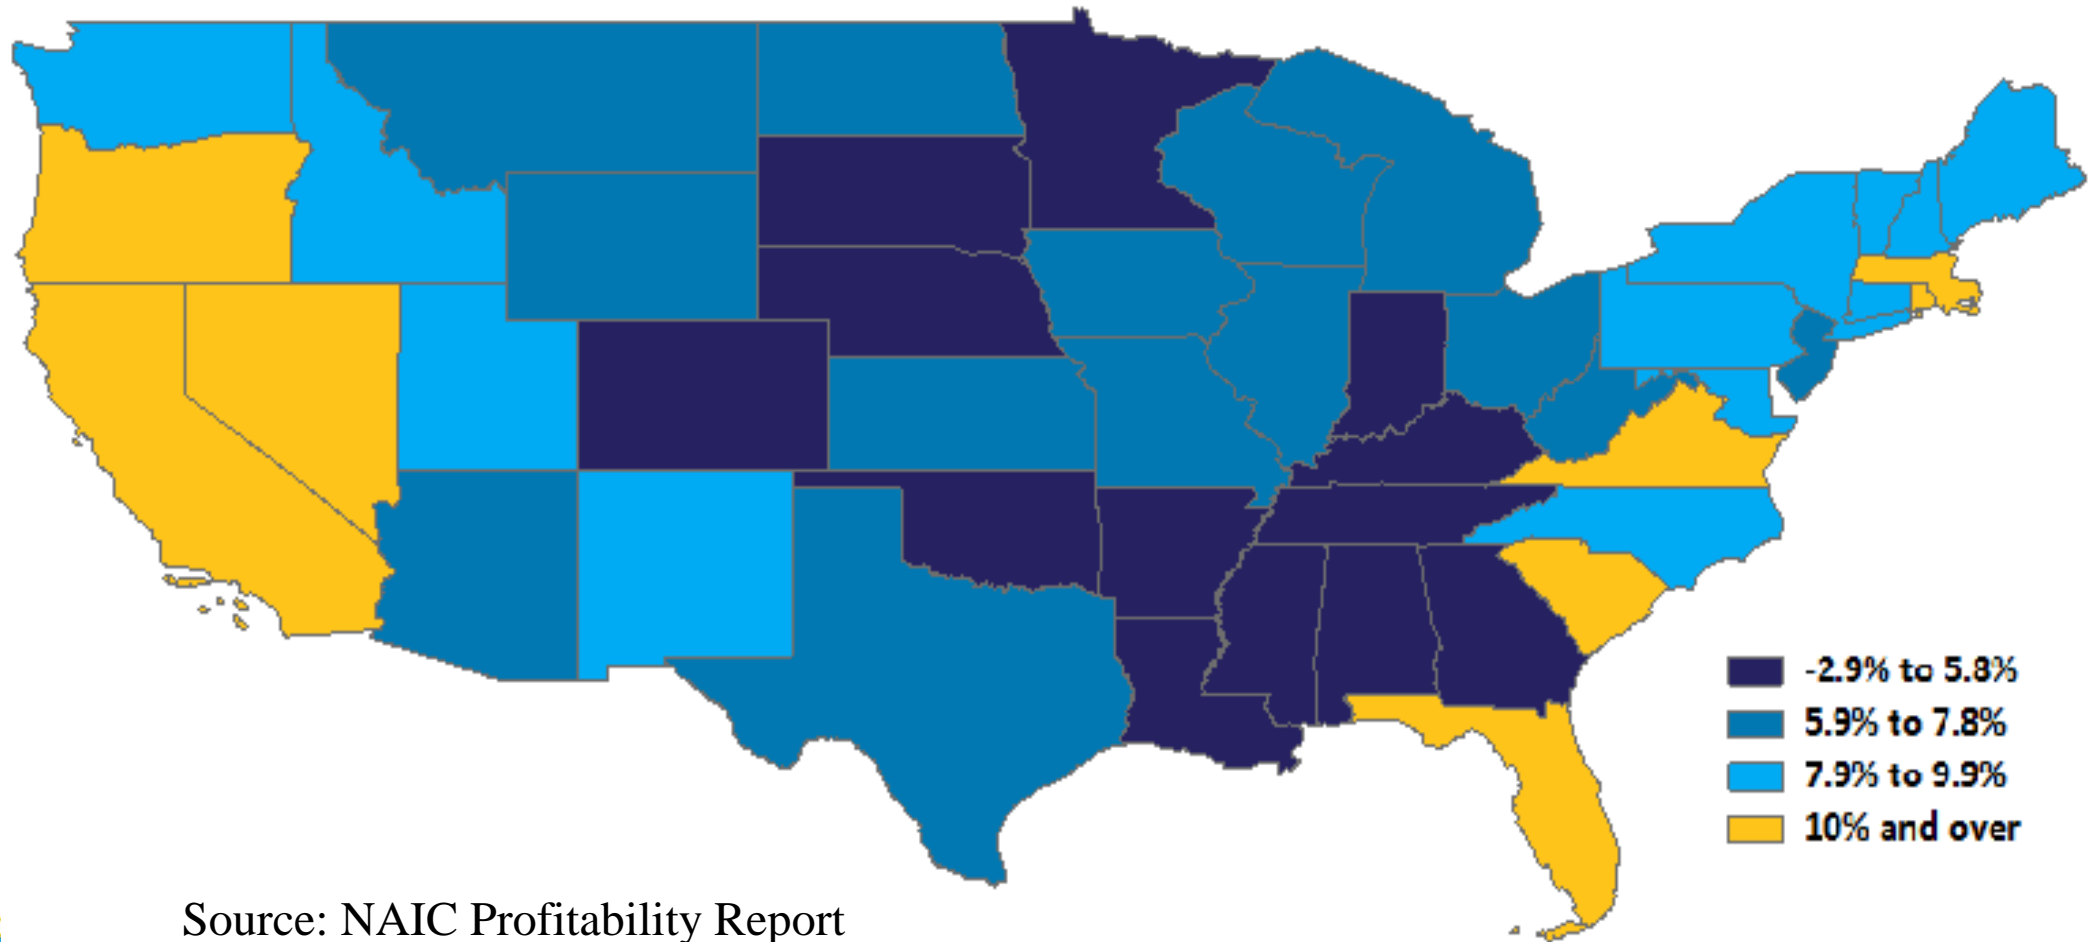 -2.9% to 5.8%
5.9% to 7.8%
7.9% to 9.9%
10% and over
Source: NAIC Profitability Report